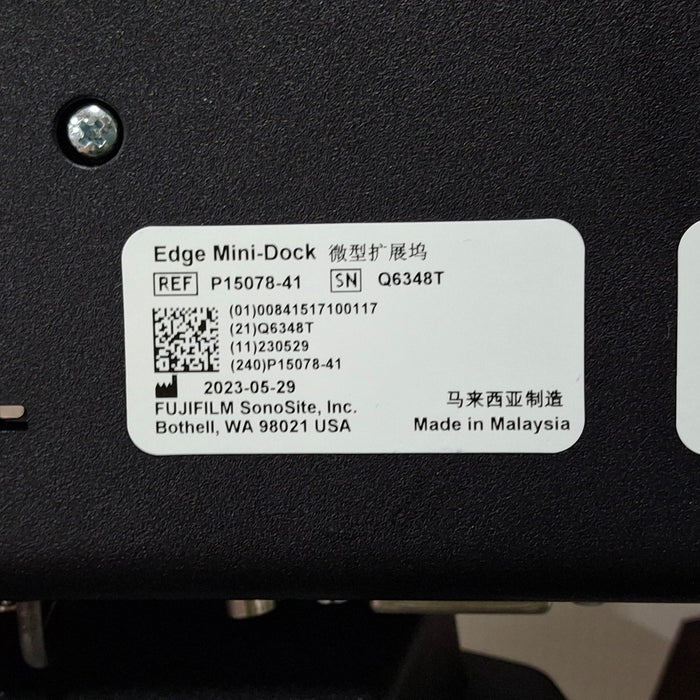 Edge Mini-Dock 微型扩展坞
REF P15078-41 SN Q6348T
(01)00841517100117
(21)Q6348T
(11)230529
(240)P15078-41
2023-05-29
FUJIFILM SonoSite, Inc.
Bothell, WA 98021 USA
马来西亚制造
Made in Malaysia